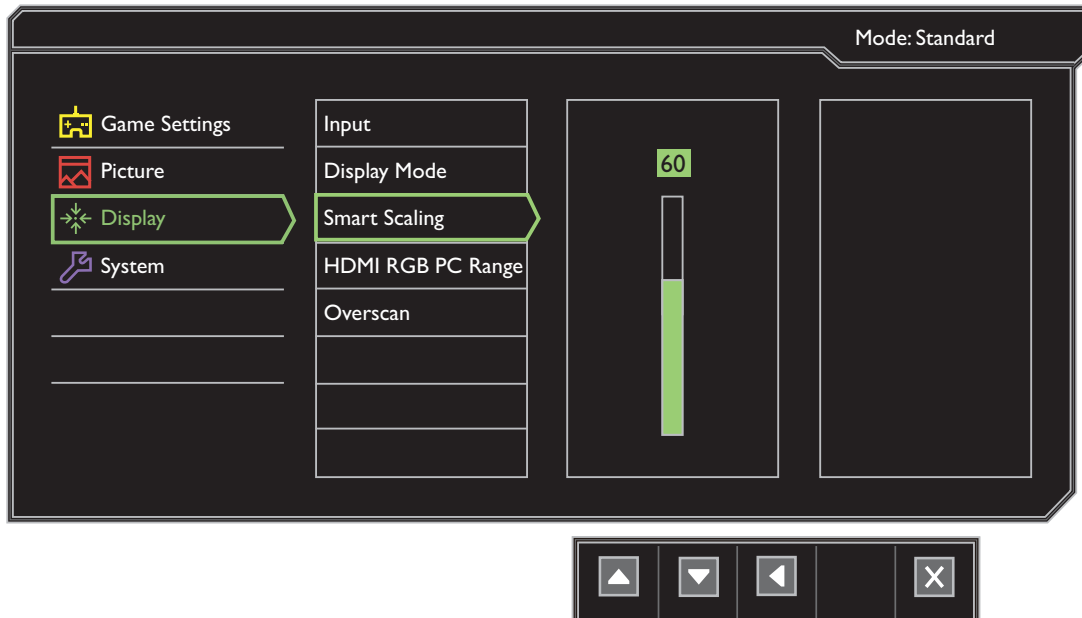 Mode: Standard
Game Settings
Picture
Display
System
Input
Display Mode
Smart Scaling
HDMI RGB PC Range
Overscan
60